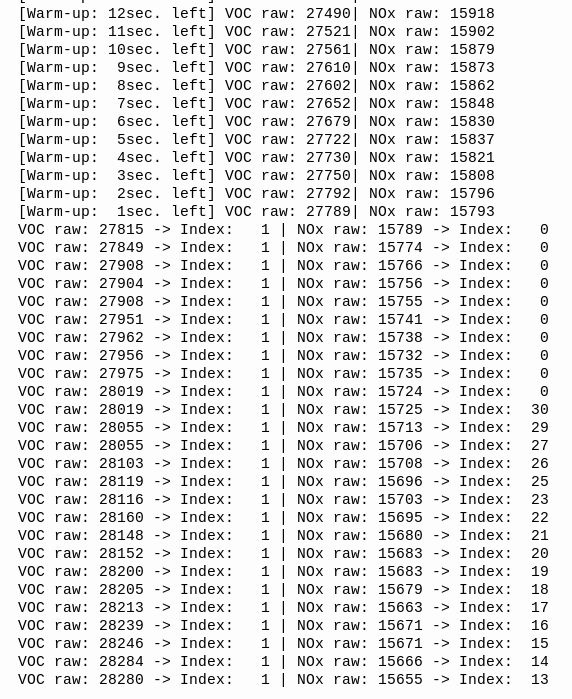 [Warm-up: 12sec. left] VOC raw: 27490| NOx raw: 15918
[Warm-up: 11sec. left] VOC raw: 27521| NOx raw: 15902
[Warm-up: 10sec. left] VOC raw: 27561| NOx raw: 15879
[Warm-up:  9sec. left] VOC raw: 27610| NOx raw: 15873
[Warm-up:  8sec. left] VOC raw: 27602| NOx raw: 15862
[Warm-up:  7sec. left] VOC raw: 27652| NOx raw: 15848
[Warm-up:  6sec. left] VOC raw: 27679| NOx raw: 15830
[Warm-up:  5sec. left] VOC raw: 27722| NOx raw: 15837
[Warm-up:  4sec. left] VOC raw: 27730| NOx raw: 15821
[Warm-up:  3sec. left] VOC raw: 27750| NOx raw: 15808
[Warm-up:  2sec. left] VOC raw: 27792| NOx raw: 15796
[Warm-up:  1sec. left] VOC raw: 27789| NOx raw: 15793
VOC raw: 27815 -> Index:   1 | NOx raw: 15789 -> Index:   0
VOC raw: 27849 -> Index:   1 | NOx raw: 15774 -> Index:   0
VOC raw: 27908 -> Index:   1 | NOx raw: 15766 -> Index:   0
VOC raw: 27904 -> Index:   1 | NOx raw: 15756 -> Index:   0
VOC raw: 27908 -> Index:   1 | NOx raw: 15755 -> Index:   0
VOC raw: 27951 -> Index:   1 | NOx raw: 15741 -> Index:   0
VOC raw: 27962 -> Index:   1 | NOx raw: 15738 -> Index:   0
VOC raw: 27956 -> Index:   1 | NOx raw: 15732 -> Index:   0
VOC raw: 27975 -> Index:   1 | NOx raw: 15735 -> Index:   0
VOC raw: 28019 -> Index:   1 | NOx raw: 15724 -> Index:   0
VOC raw: 28019 -> Index:   1 | NOx raw: 15725 -> Index:  30
VOC raw: 28055 -> Index:   1 | NOx raw: 15713 -> Index:  29
VOC raw: 28055 -> Index:   1 | NOx raw: 15706 -> Index:  27
VOC raw: 28103 -> Index:   1 | NOx raw: 15708 -> Index:  26
VOC raw: 28119 -> Index:   1 | NOx raw: 15696 -> Index:  25
VOC raw: 28116 -> Index:   1 | NOx raw: 15703 -> Index:  23
VOC raw: 28160 -> Index:   1 | NOx raw: 15695 -> Index:  22
VOC raw: 28148 -> Index:   1 | NOx raw: 15680 -> Index:  21
VOC raw: 28152 -> Index:   1 | NOx raw: 15683 -> Index:  20
VOC raw: 28200 -> Index:   1 | NOx raw: 15683 -> Index:  19
VOC raw: 28205 -> Index:   1 | NOx raw: 15679 -> Index:  18
VOC raw: 28213 -> Index:   1 | NOx raw: 15663 -> Index:  17
VOC raw: 28239 -> Index:   1 | NOx raw: 15671 -> Index:  16
VOC raw: 28246 -> Index:   1 | NOx raw: 15671 -> Index:  15
VOC raw: 28284 -> Index:   1 | NOx raw: 15666 -> Index:  14
VOC raw: 28280 -> Index:   1 | NOx raw: 15655 -> Index:  13